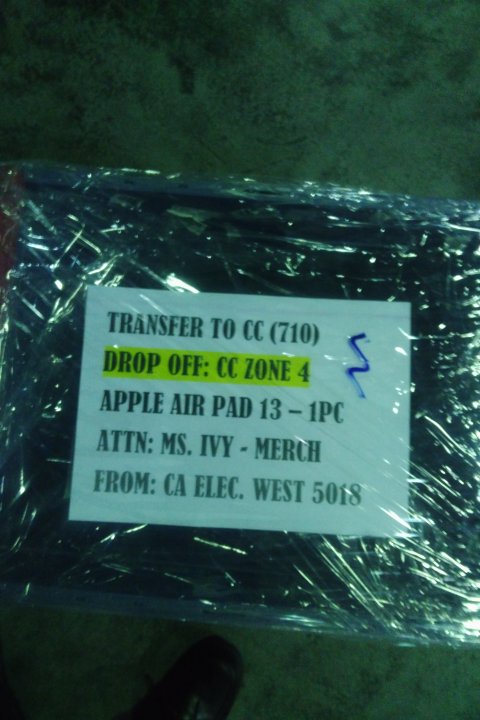 TRANSFER TO CC (710)
DROP OFF: CC ZONE 4
APPLE AIR PAD 13 – 1PC
ATTN: MS. IVY - MERCH
FROM: CA ELEC. WEST 5018